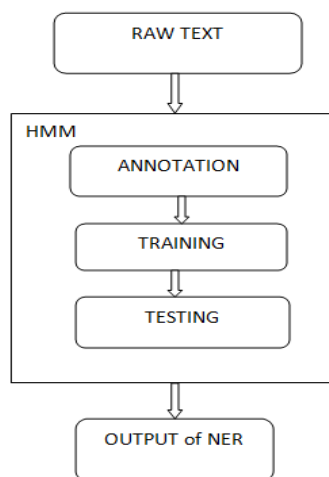 RAW TEXT
HMM
ANNOTATION
TRAINING
TESTING
OUTPUT of NER